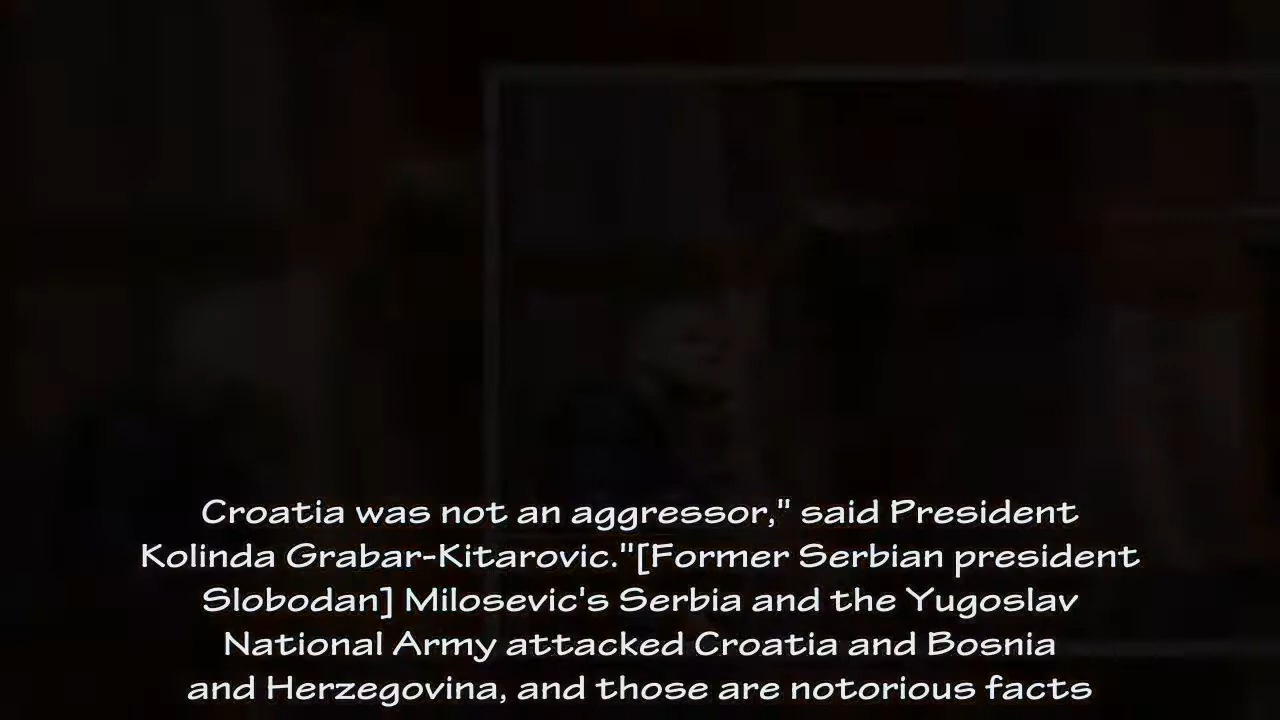 Croatia was not an aggressor," said President
Kolinda Grabar-Kitarovic."[Former Serbian president
Slobodan] Milosevic's Serbia and the Yugoslav
National Army attacked Croatia and Bosnia
and Herzegovina, and those are notorious facts